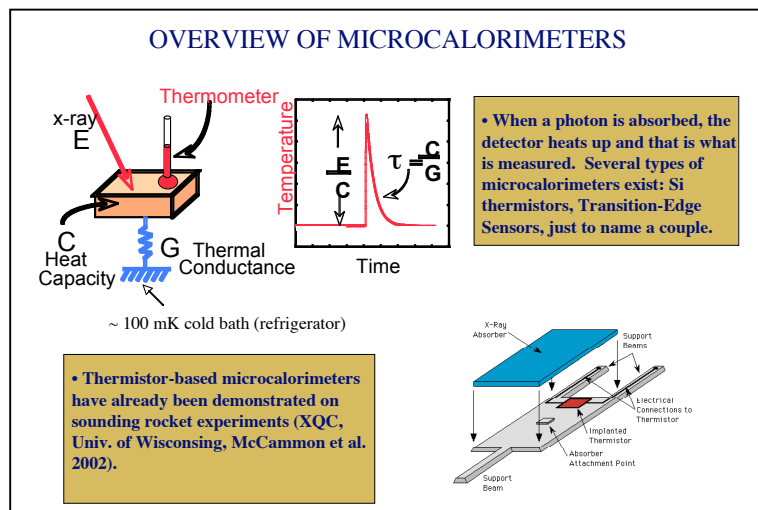 OVERVIEW OF MICROCALORIMETERS
Thermometer
x-ray
E
C
Heat
Capacity
G
Thermal
Conductance
~ 100 mK cold bath (refrigerator)
Temperature
E
C
τ = C
G
Time
• When a photon is absorbed, the
detector heats up and that is what
is measured. Several types of
microcalorimeters exist: Si
thermistors, Transition-Edge
Sensors, just to name a couple.
• Thermistor-based microcalorimeters
have already been demonstrated on
sounding rocket experiments (XQC,
Univ. of Wisconsing, McCammon et al.
2002).
X-Ray
Absorber
Support
Beams
Electrical
Connections to
Thermistor
Implanted
Thermistor
Absorber
Attachment Point
Support
Beam